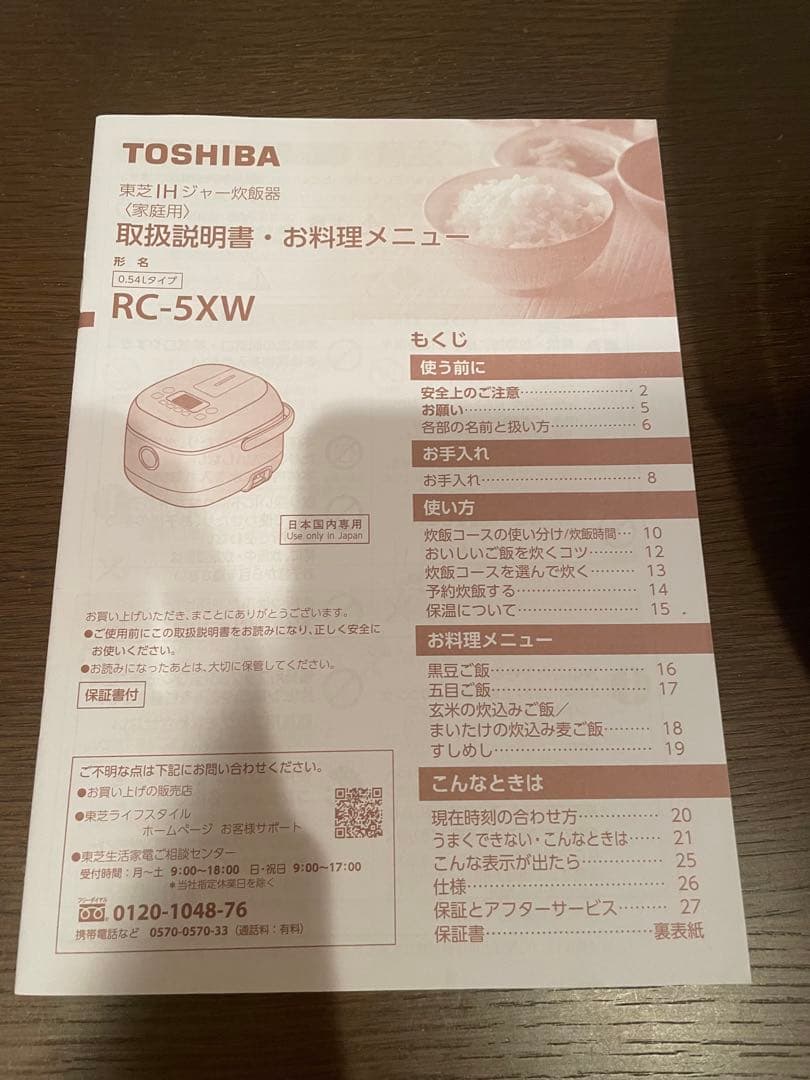 TOSHIBA
東芝IHジャー炊飯器
〈家庭用〉
取扱説明書・お料理メニュー
形名
0.54Lタイプ
RC-5XW
日本国内専用
Use only in Japan
お買い上げいただき、まことにありがとうございます。
●ご使用前にこの取扱説明書をお読みになり、正しく安全に
お使いください。
●お読みになったあとは、大切に保管してください。
保証書付
ご不明な点は下記にお問い合わせください。
●お買い上げの販売店
●東芝ライフスタイル
ホームページ お客様サポート
●東芝生活家電ご相談センター
受付時間:月~土 9:00~18:00 日・祝日 9:00~17:00
*当社指定休業日を除く
フリーダイヤル
0120-1048-76
携帯電話など 0570-0570-33(通話料:有料)
もくじ
使う前に
安全上のご注意 2
お願い 5
各部の名前と扱い方 6
お手入れ
お手入れ 8
使い方
炊飯コースの使い分け/炊飯時間 10
おいしいご飯を炊くコツ 12
炊飯コースを選んで炊く 13
予約炊飯する 14
保温について 15
お料理メニュー
黒豆ご飯 16
五目ご飯 17
玄米の炊込みご飯/
まいたけの炊込み麦ご飯 18
すしめし 19
こんなときは
現在時刻の合わせ方 20
うまくできない・こんなときは 21
こんな表示が出たら 25
仕様 26
保証とアフターサービス 27
保証書 裏表紙